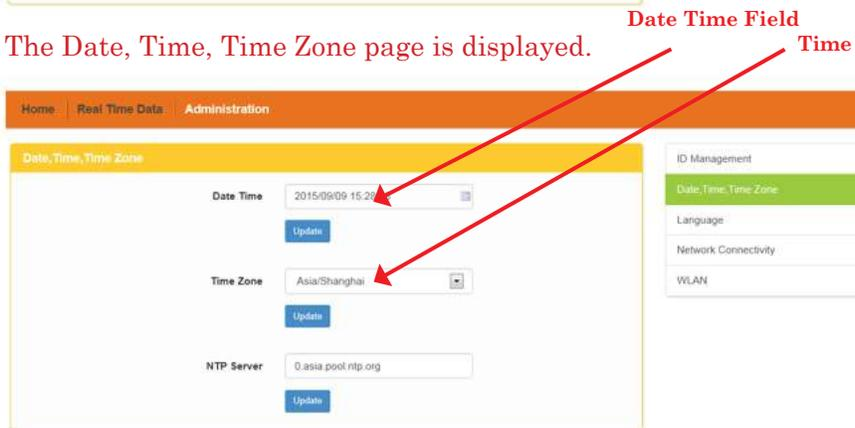 Date Time Field
The Date, Time, Time Zone page is displayed.
Time
Home Real Time Data Administration
Date,Time,Time Zone
Date Time 2015/09/09 15:28
Update
Time Zone Asia/Shanghai
Update
NTP Server 0.asia.pool.ntp.org
Update
ID Management
Date,Time,Time Zone
Language
Network Connectivity
WLAN